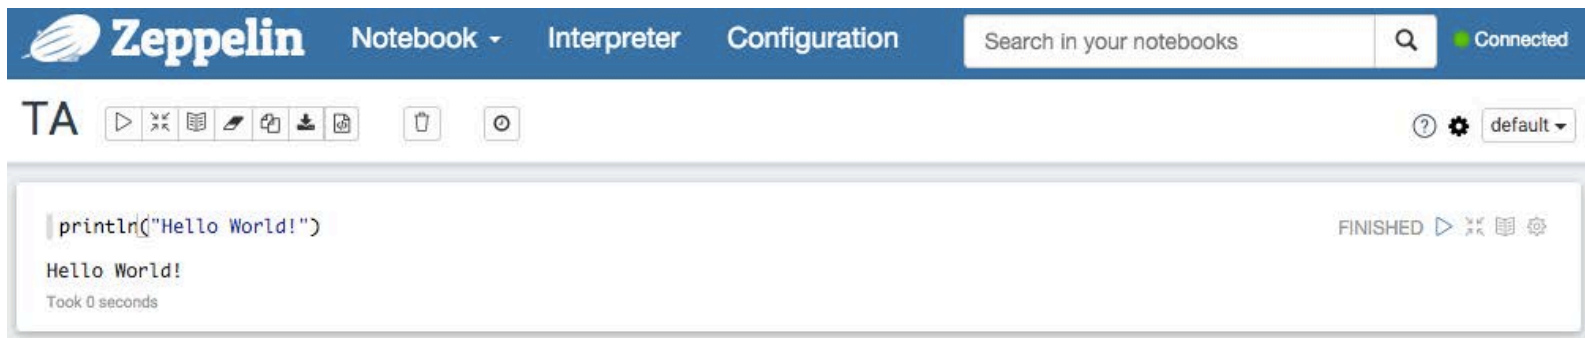 Zeppelin Notebook Interpreter Configuration Search in your notebooks Connected
TA default
println("Hello World!") FINISHED
Hello World!
Took 0 seconds